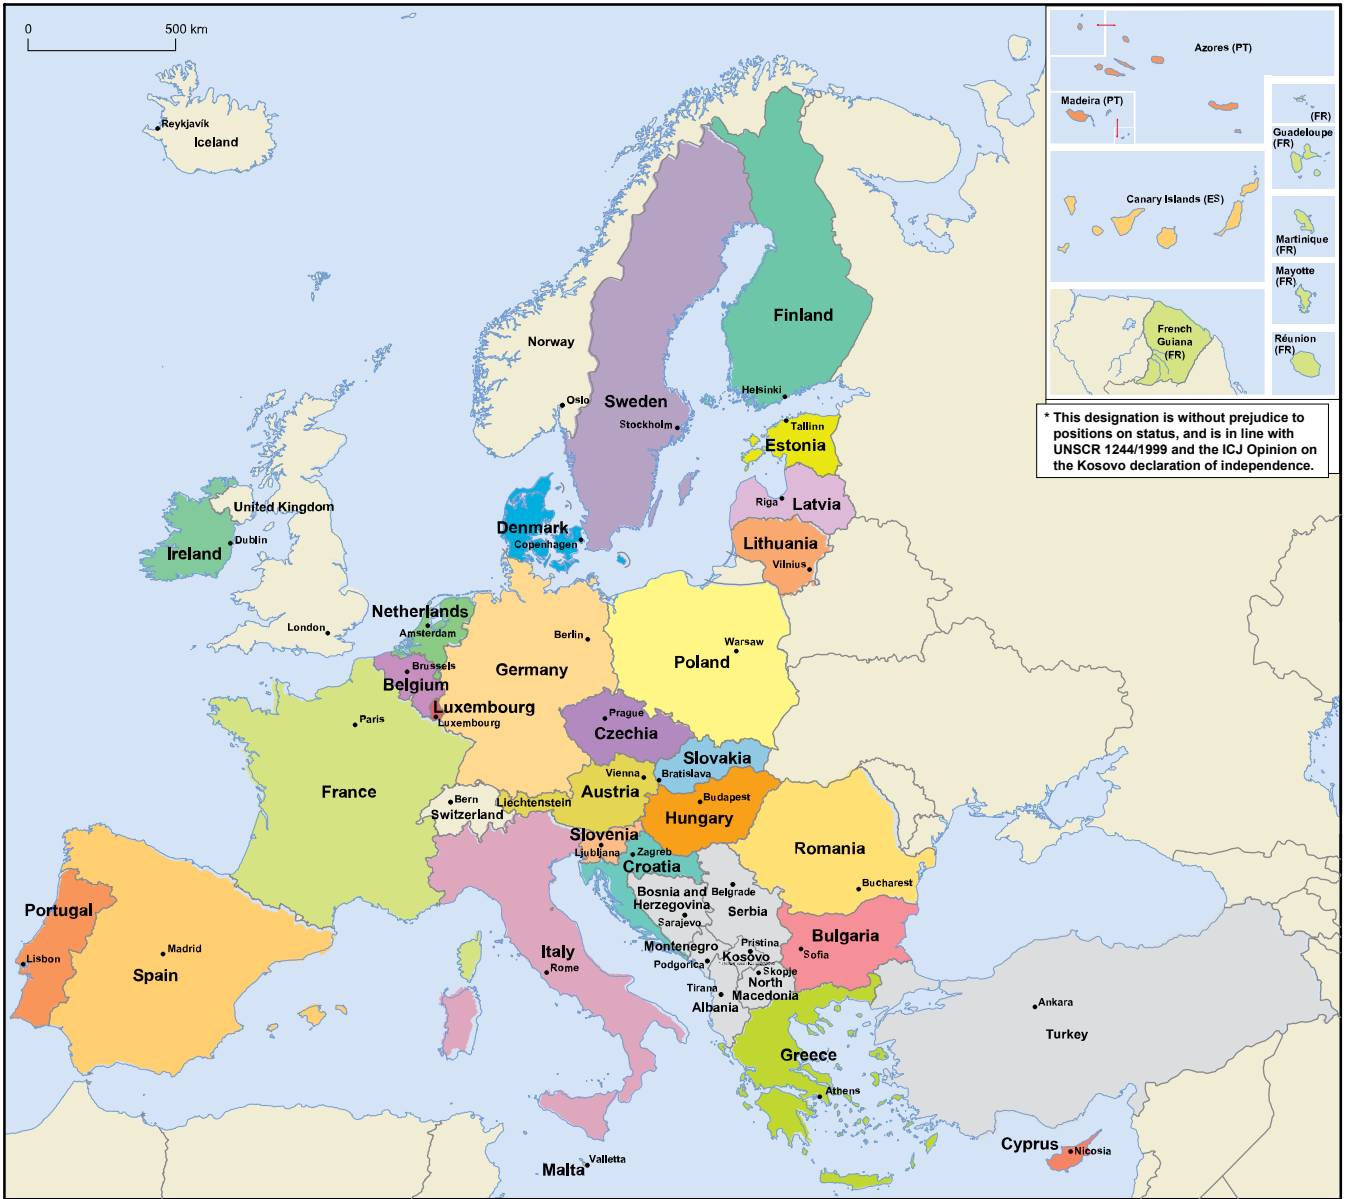 0
500 km
Reykjavík
Iceland
Azores (PT)
Madeira (PT)
(FR)
Guadeloupe
(FR)
Canary Islands (ES)
Martinique
(FR)
Mayotte
(FR)
French
Guiana
(FR)
Réunion
(FR)
* This designation is without prejudice to
positions on status, and is in line with
UNSCR 1244/1999 and the ICJ Opinion on
the Kosovo declaration of independence.
Finland
Helsinki
Norway
Oslo
Sweden
Stockholm
Tallinn
Estonia
Riga
Latvia
Lithuania
Vilnius
United Kingdom
Dublin
Ireland
London
Denmark
Copenhagen
Netherlands
Amsterdam
Brussels
Belgium
Luxembourg
Luxembourg
Berlin
Germany
Warsaw
Poland
Prague
Czechia
Slovakia
Bratislava
Vienna
Austria
Paris
France
Bern
Switzerland
Liechtenstein
Budapest
Hungary
Slovenia
Ljubljana
Zagreb
Croatia
Romania
Bucharest
Bosnia and
Herzegovina
Sarajevo
Belgrade
Serbia
Montenegro
Podgorica
Pristina
Kosovo
Skopje
North
Macedonia
Tirana
Albania
Bulgaria
Sofia
Portugal
Lisbon
Madrid
Spain
Italy
Rome
Greece
Athens
Ankara
Turkey
Malta
Valletta
Cyprus
Nicosia